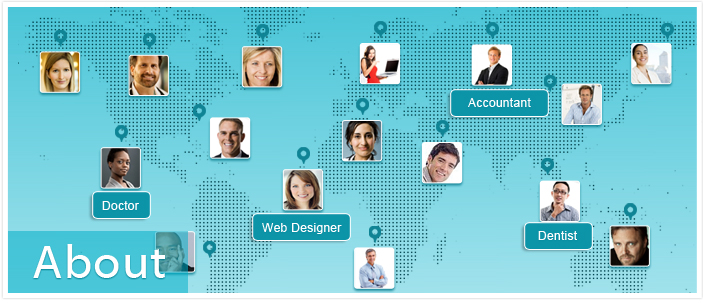 Accountant
Doctor
Web Designer
Dentist
About